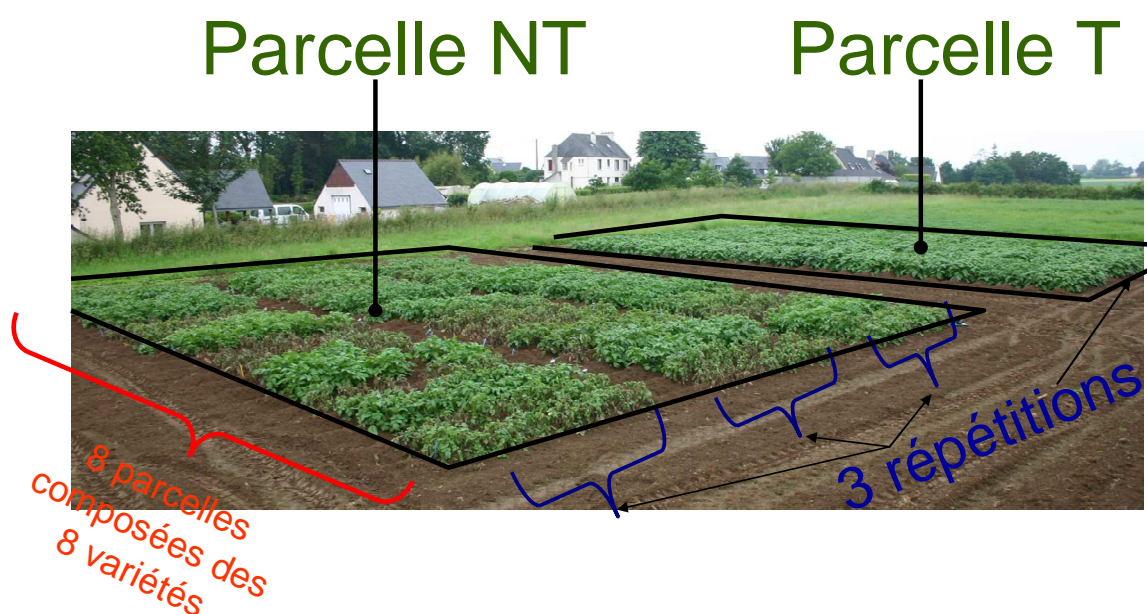 Parcelle NT
Parcelle T
3 répétitions
8 parcelles
composées des
8 variétés